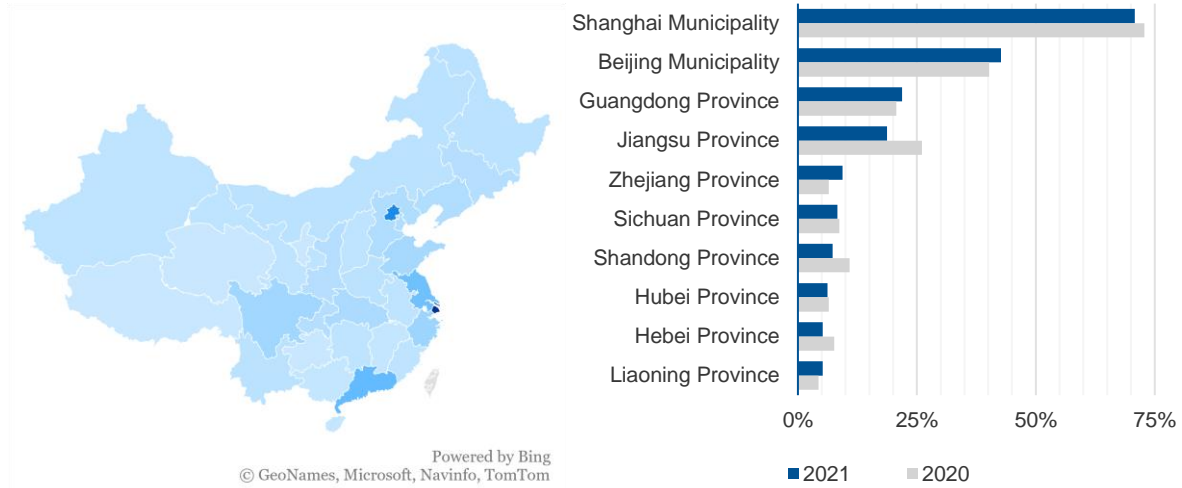 Shanghai Municipality
Beijing Municipality
Guangdong Province
Jiangsu Province
Zhejiang Province
Sichuan Province
Shandong Province
Hubei Province
Hebei Province
Liaoning Province
0% 25% 50% 75%
2021 2020
Powered by Bing
© GeoNames, Microsoft, Navinfo, TomTom